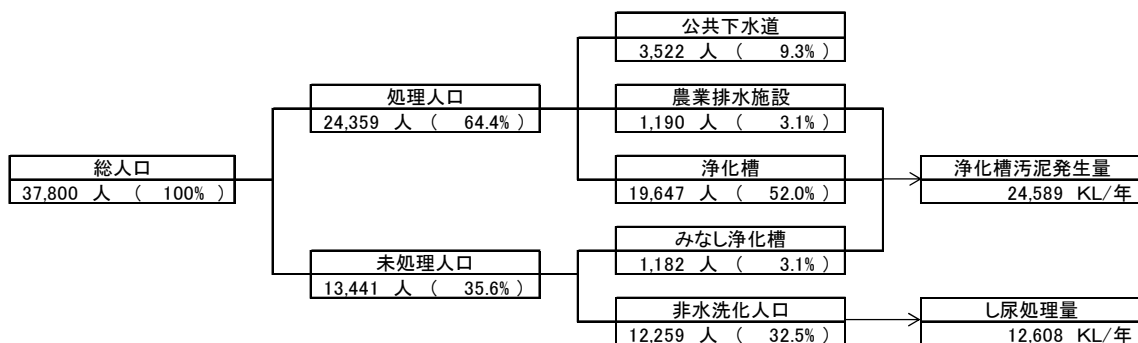 総人口
37,800 人 ( 100% )
処理人口
24,359 人 ( 64.4% )
未処理人口
13,441 人 ( 35.6% )
公共下水道
3,522 人 ( 9.3% )
農業排水施設
1,190 人 ( 3.1% )
浄化槽
19,647 人 ( 52.0% )
みなし浄化槽
1,182 人 ( 3.1% )
非水洗化人口
12,259 人 ( 32.5% )
浄化槽汚泥発生量
24,589 KL/年
し尿処理量
12,608 KL/年